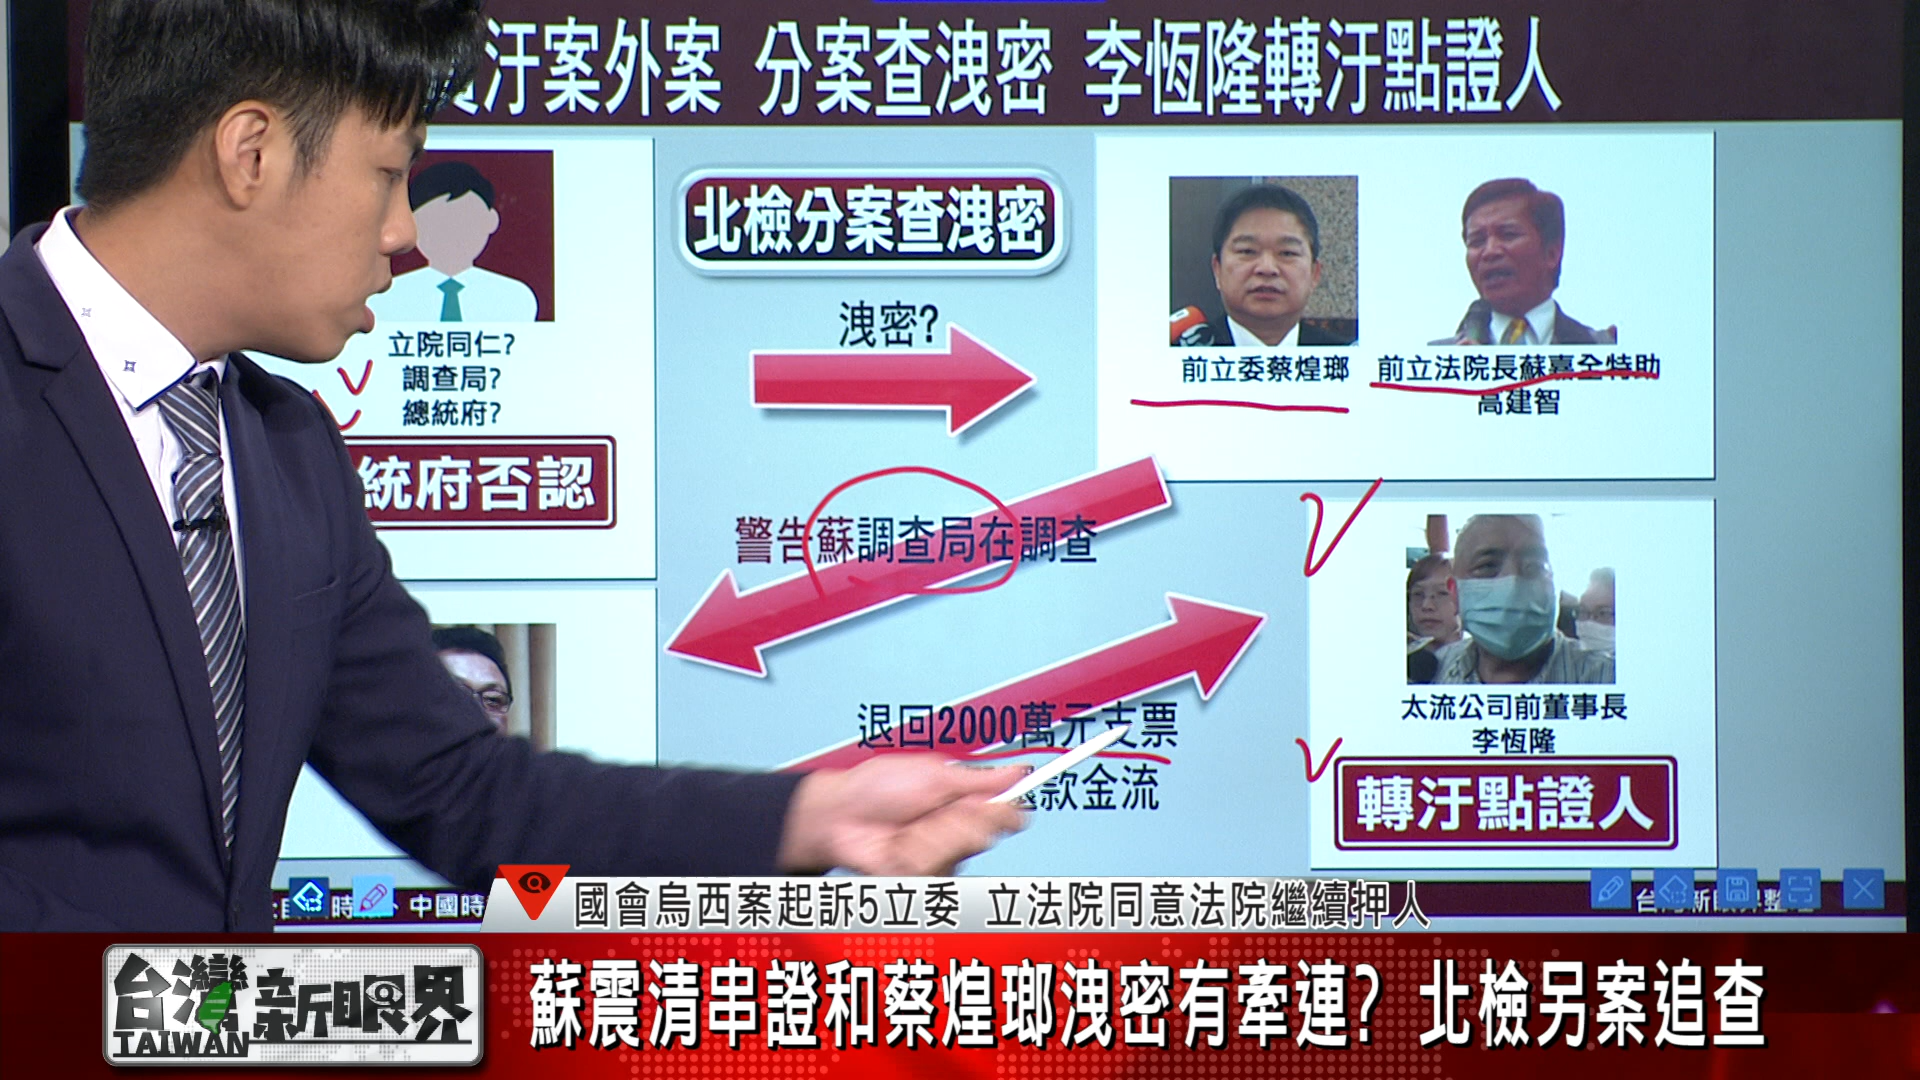 汙案外案 分案查洩密 李恆隆轉汙點證人
北檢分案查洩密
洩密?
立院同仁?
調查局?
總統府?
統府否認
前立委蔡煌瑯
前立法院長蘇嘉全特助
高建智
警告蘇調查局在調查
退回2000萬元支票
款金流
太流公司前董事長
李恆隆
轉汙點證人
中國時
國會烏西案起訴5立委 立法院同意法院繼續押人
台灣新眼界
TAIWAN
蘇震清串證和蔡煌瑯洩密有牽連? 北檢另案追查